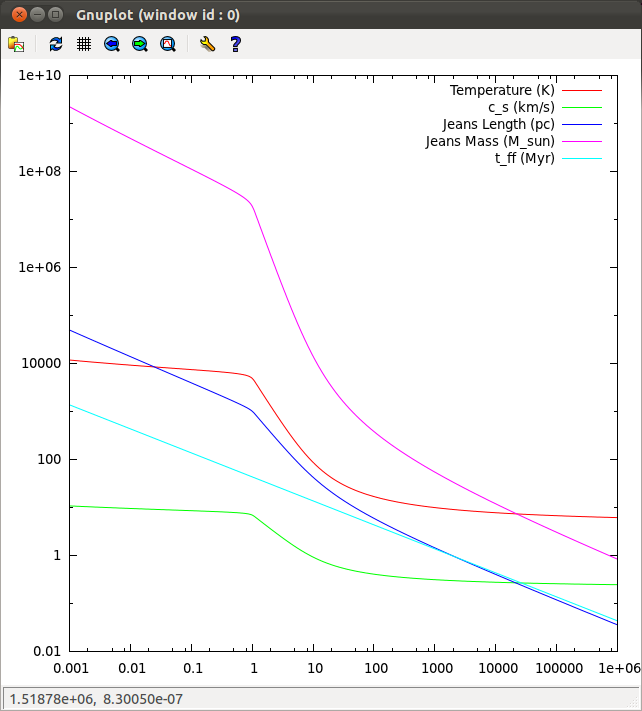 Gnuplot (window id : 0)
1e+10
1e+08
1e+06
10000
100
1
0.01
Temperature (K)
c_s (km/s)
Jeans Length (pc)
Jeans Mass (M_sun)
t_ff (Myr)
0.001 0.01 0.1 1 10 100 1000 10000 100000 1e+06
1.51878e+06, 8.30050e-07